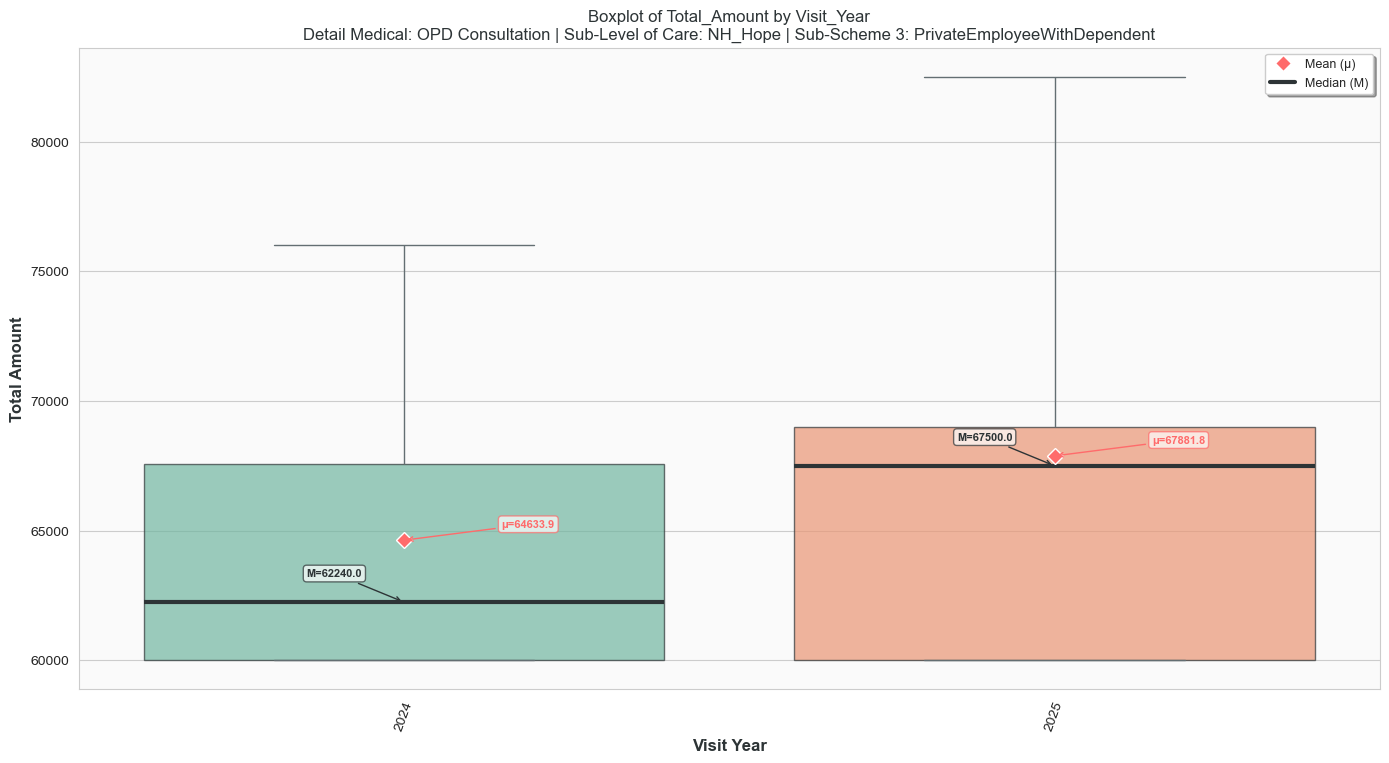 Boxplot of Total_Amount by Visit_Year
Detail Medical: OPD Consultation | Sub-Level of Care: NH_Hope | Sub-Scheme 3: PrivateEmployeeWithDependent
Mean (μ)
Median (M)
Total Amount
80000
75000
70000
65000
60000
M=62240.0
μ=64633.9
M=67500.0
μ=67881.8
2024
2025
Visit Year